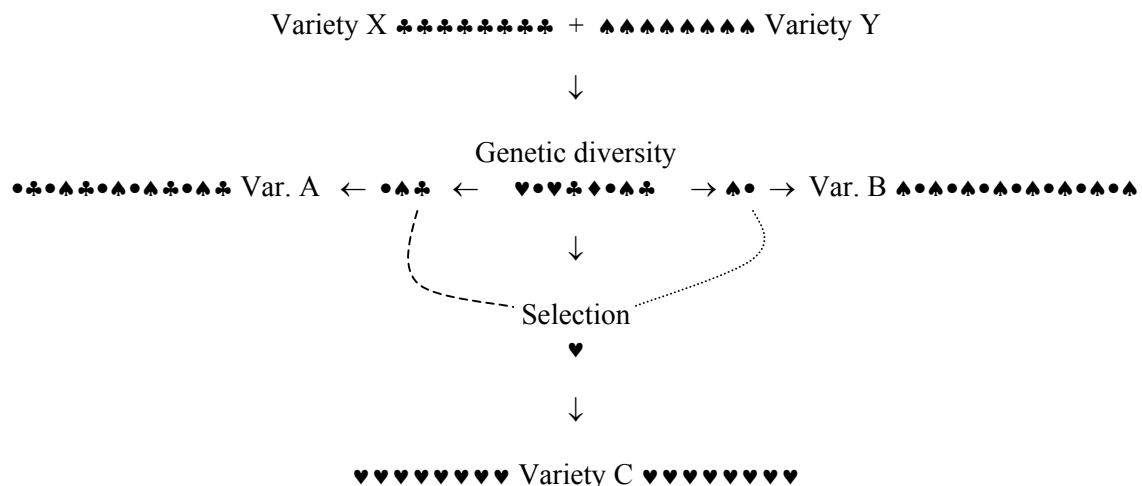 Variety X ♣♣♣♣♣♣♣♣ + ♠♠♠♠♠♠♠♠ Variety Y
↓
Genetic diversity
•♣•♠♣•♠•♠♣•♠♣ Var. A ← •♠♣ ← ♥•♥♣♦•♠♣ → ♠• → Var. B ♠•♠•♠•♠•♠•♠•♠•♠
↓
Selection
♥
↓
♥♥♥♥♥♥♥♥ Variety C ♥♥♥♥♥♥♥♥